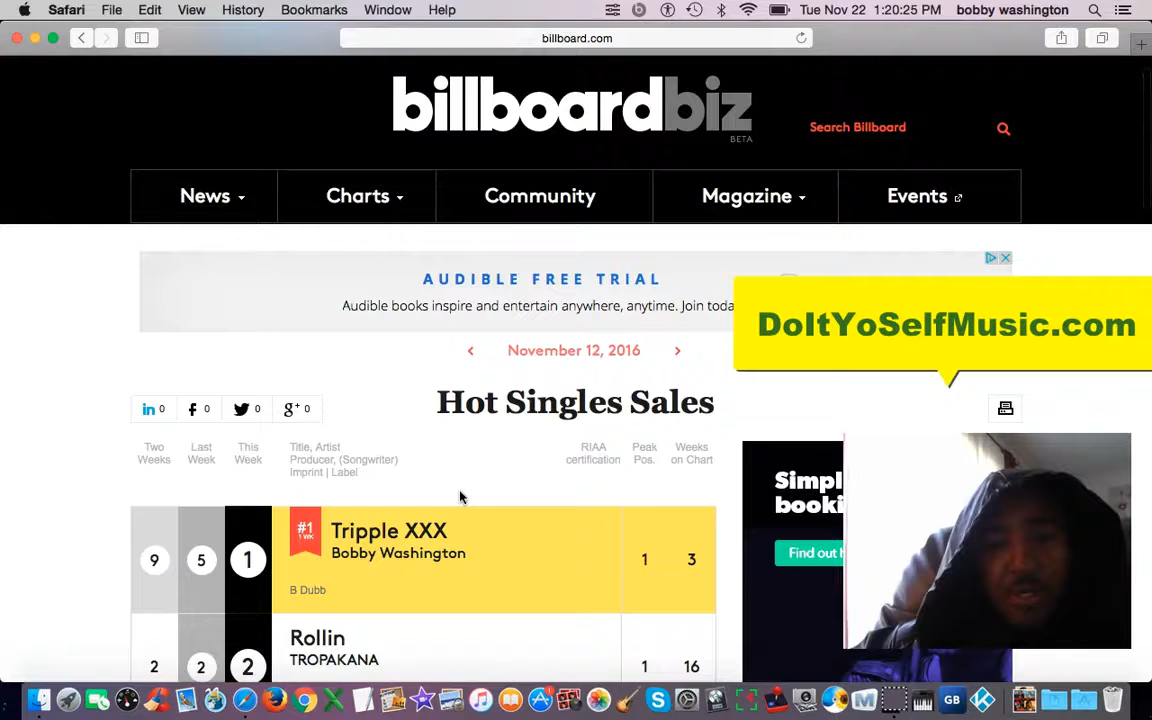 Safari File Edit View History Bookmarks Window Help Tue Nov 22 1:20:25 PM bobby washington
billboard.com
billboardbiz
BETA
Search Billboard
News Charts Community Magazine Events
AUDIBLE FREE TRIAL
Audible books inspire and entertain anywhere, anytime. Join toda
DoItYoSelfMusic.com
November 12, 2016
Hot Singles Sales
in 0 f 0 0 g+ 0
Two Weeks
Last Week
This Week
Title, Artist
Producer, (Songwriter)
Imprint | Label
RIAA certification
Peak Pos.
Weeks on Chart
Simpl
booki
Find out h
9 5 1
#1
1 WK
Tripple XXX
Bobby Washington
B Dubb
1 3
2 2 2
Rollin
TROPAKANA
1 16
GB